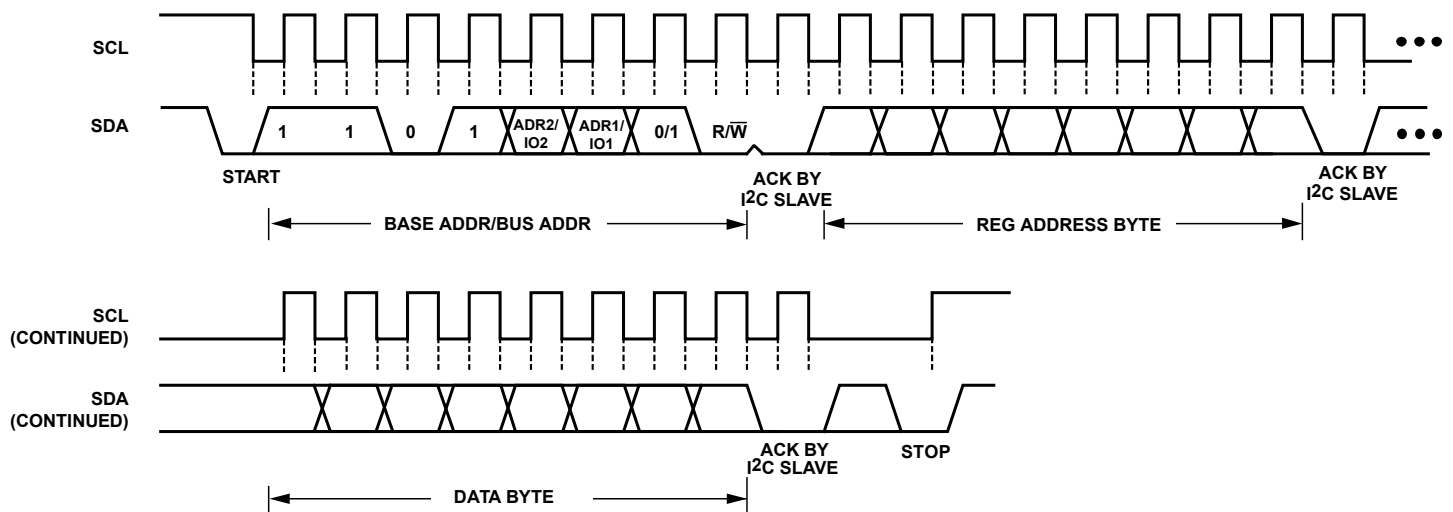 SCL
SDA
1 1 0 1 ADR2/ ADR1/ 0/1 R/W̅
IO2 IO1
START
ACK BY
I²C SLAVE
ACK BY
I²C SLAVE
BASE ADDR/BUS ADDR
REG ADDRESS BYTE
SCL
(CONTINUED)
SDA
(CONTINUED)
ACK BY
I²C SLAVE
STOP
DATA BYTE